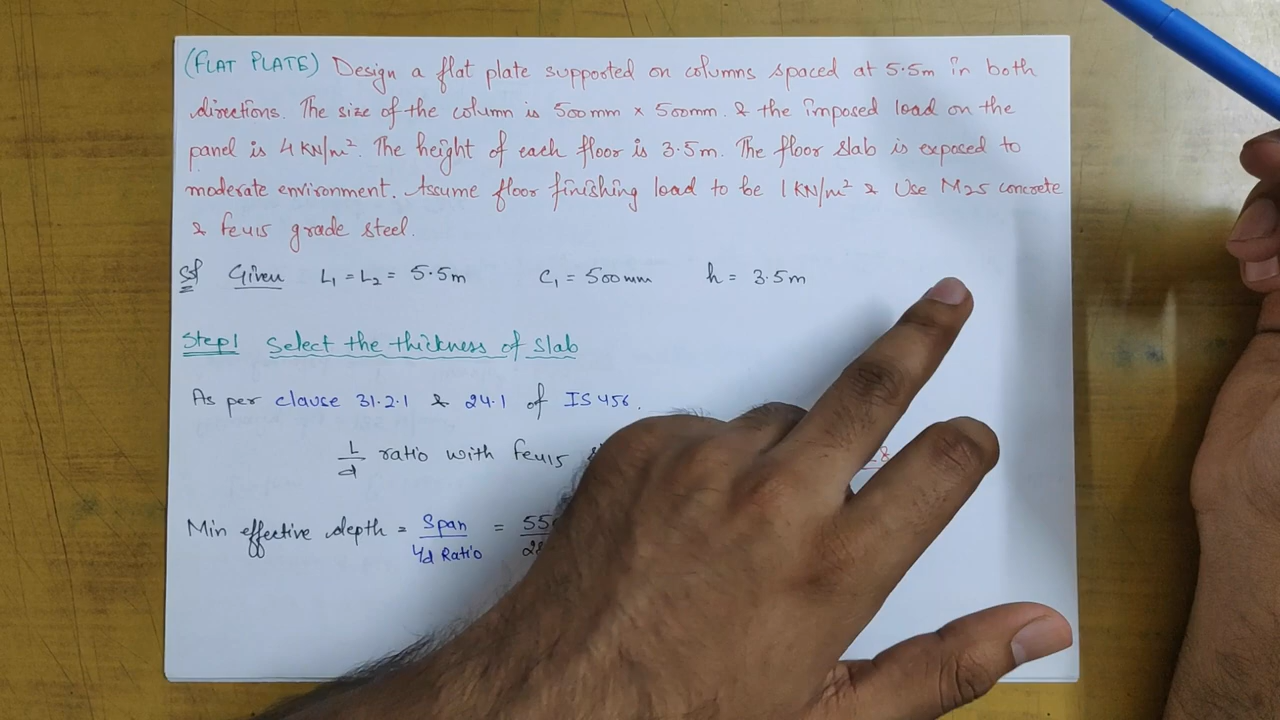 (FLAT PLATE) Design a flat plate supported on columns spaced at 5.5m in both
directions. The size of the column is 500mm x 500mm. & the imposed load on the
panel is 4 KN/m². The height of each floor is 3.5m. The floor slab is exposed to
moderate environment. Assume floor finishing load to be 1 KN/m² & Use M25 concrete
& Fe415 grade steel.
Sol Given L₁ = L₂ = 5.5m C₁ = 500mm h = 3.5m
Step1 Select the thickness of slab
As per clause 31.2.1 & 24.1 of IS 456.
L/d ratio with Fe415
Min effective depth = Span / L/d Ratio =